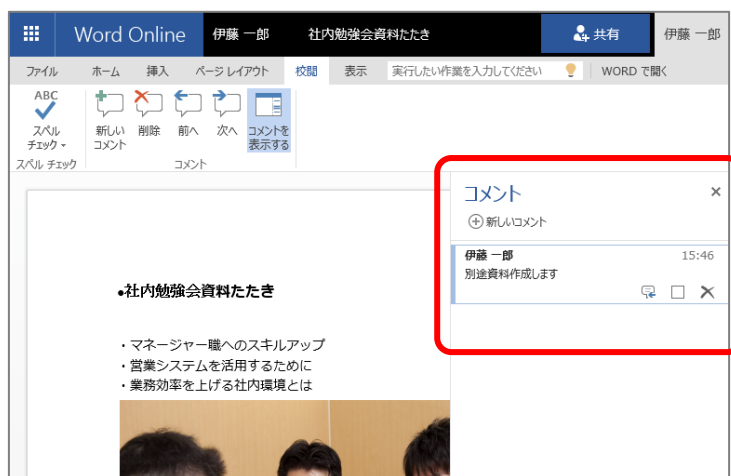 Word Online 伊藤 一郎 社内勉強会資料たたき 共有 伊藤 一郎
ファイル ホーム 挿入 ページ レイアウト 校閲 表示 実行したい作業を入力してください WORD で開く
ABC
スペル
チェック
新しい
コメント
削除
前へ
次へ
コメントを
表示する
スペル チェック コメント
コメント ×
新しいコメント
伊藤 一郎 15:46
別途資料作成します
•社内勉強会資料たたき
・マネージャー職へのスキルアップ
・営業システムを活用するために
・業務効率を上げる社内環境とは